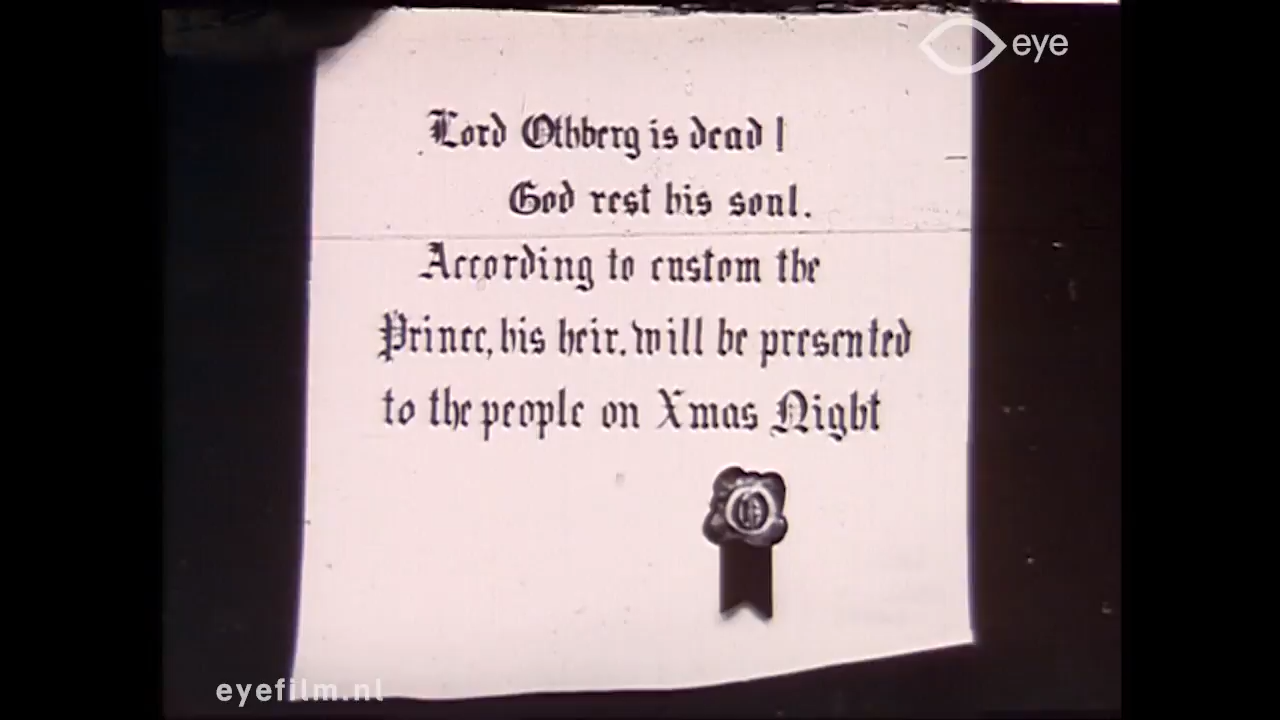 eye
Lord Othberg is dead!
God rest his soul.
According to custom the
Prince, his heir. will be presented
to the people on Xmas Night
O
eyefilm.nl